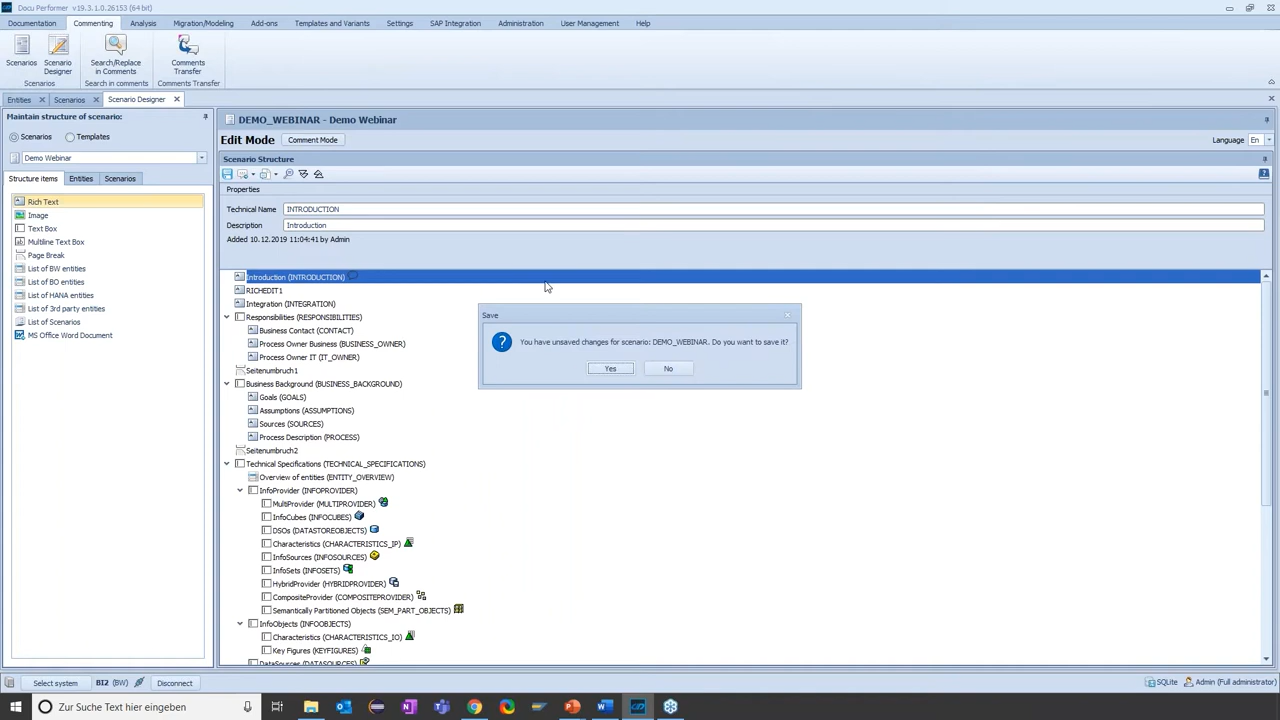 Docu Performer v19.3.1.0.26153 (64 bit)
Documentation Commenting Analysis Migration/Modeling Add-ons Templates and Variants Settings SAP Integration Administration User Management Help
Scenarios Scenario Designer Search/Replace in Comments Comments Transfer
Scenarios Search in comments Comments Transfer
Entities Scenarios Scenario Designer
Maintain structure of scenario:
Scenarios Templates
Demo Webinar
Structure items Entities Scenarios
Rich Text
Image
Text Box
Multiline Text Box
Page Break
List of BW entities
List of BO entities
List of HANA entities
List of 3rd party entities
List of Scenarios
MS Office Word Document
DEMO_WEBINAR - Demo Webinar
Edit Mode Comment Mode Language En
Scenario Structure
Properties
Technical Name INTRODUCTION
Description Introduction
Added 10.12.2019 11:04:41 by Admin
Introduction (INTRODUCTION)
RICHEDIT1
Integration (INTEGRATION)
Responsibilities (RESPONSIBILITIES)
Business Contact (CONTACT)
Process Owner Business (BUSINESS_OWNER)
Process Owner IT (IT_OWNER)
Seitenumbruch1
Business Background (BUSINESS_BACKGROUND)
Goals (GOALS)
Assumptions (ASSUMPTIONS)
Sources (SOURCES)
Process Description (PROCESS)
Seitenumbruch2
Technical Specifications (TECHNICAL_SPECIFICATIONS)
Overview of entities (ENTITY_OVERVIEW)
InfoProvider (INFOPROVIDER)
MultiProvider (MULTIPROVIDER)
InfoCubes (INFOCUBES)
DSOs (DATASTOREOBJECTS)
Characteristics (CHARACTERISTICS_IP)
InfoSources (INFOSOURCES)
InfoSets (INFOSETS)
HybridProvider (HYBRIDPROVIDER)
CompositeProvider (COMPOSITEPROVIDER)
Semantically Partitioned Objects (SEM_PART_OBJECTS)
InfoObjects (INFOOBJECTS)
Characteristics (CHARACTERISTICS_IO)
Key Figures (KEYFIGURES)
DataSources (DATASOURCES)
Save
You have unsaved changes for scenario: DEMO_WEBINAR. Do you want to save it?
Yes No
Select system BI2 (BW) Disconnect SQLite Admin (Full administrator)
Zur Suche Text hier eingeben